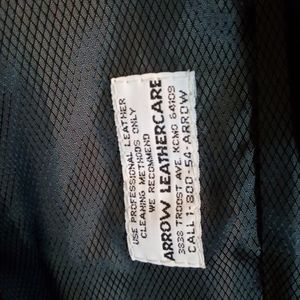 USE PROFESSIONAL LEATHER
CLEANING METHODS ONLY
WE RECOMMEND
ARROW LEATHERCARE
3838 TROOST AVE. KCMO 64109
CALL 1-800-54-ARROW